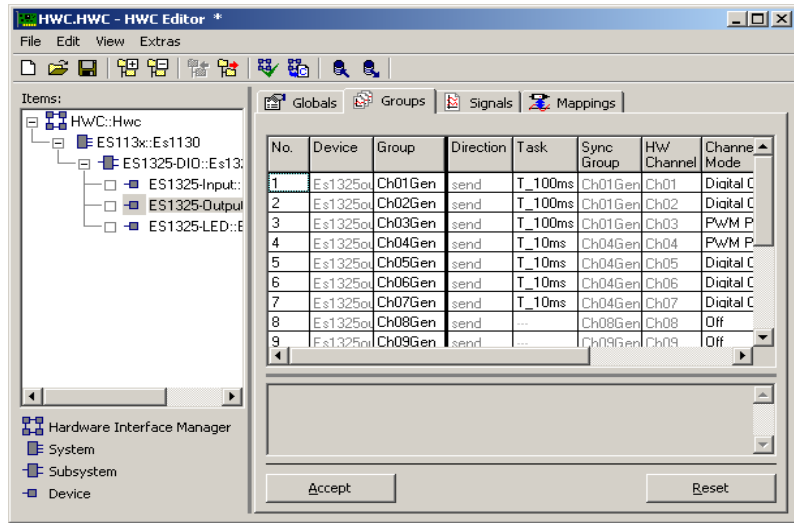 HWC.HWC - HWC Editor *
File Edit View Extras
Items:
HWC::Hwc
ES113x::Es1130
ES1325-DIO::Es13
ES1325-Input::
ES1325-Outpu
ES1325-LED::E
Hardware Interface Manager
System
Subsystem
Device
Globals Groups Signals Mappings
No. Device Group Direction Task Sync Group HW Channel Channe Mode
1 Es1325ou Ch01Gen send T_100ms Ch01Gen Ch01 Digital C
2 Es1325ou Ch02Gen send T_100ms Ch01Gen Ch02 Digital C
3 Es1325ou Ch03Gen send T_100ms Ch01Gen Ch03 PWM P
4 Es1325ou Ch04Gen send T_10ms Ch04Gen Ch04 PWM P
5 Es1325ou Ch05Gen send T_10ms Ch04Gen Ch05 Digital C
6 Es1325ou Ch06Gen send T_10ms Ch04Gen Ch06 Digital C
7 Es1325ou Ch07Gen send T_10ms Ch04Gen Ch07 Digital C
8 Es1325ou Ch08Gen send --- Ch08Gen Ch08 Off
9 Es1325ou Ch09Gen send --- Ch09Gen Ch09 Off
Accept Reset